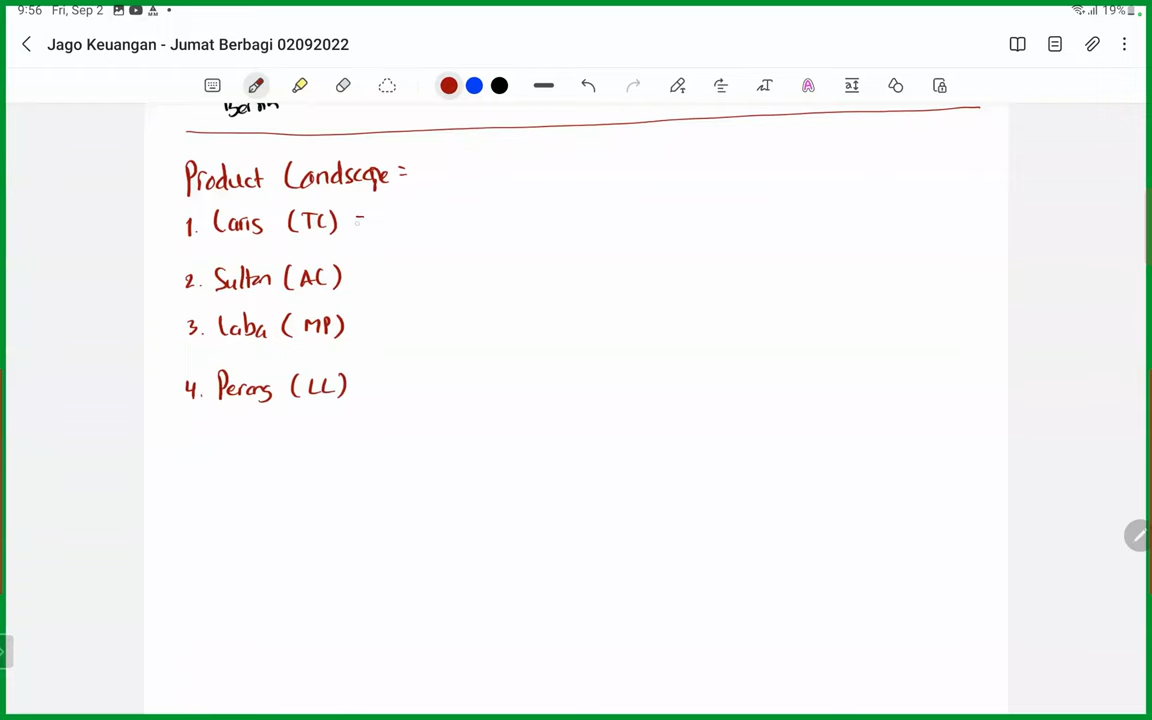 9:56 Fri, Sep 2 19%
Jago Keuangan - Jumat Berbagi 02092022
Product Landscape =
1. Laris (TC) =
2. Sultan (AC)
3. Laba (MP)
4. Perang (LL)